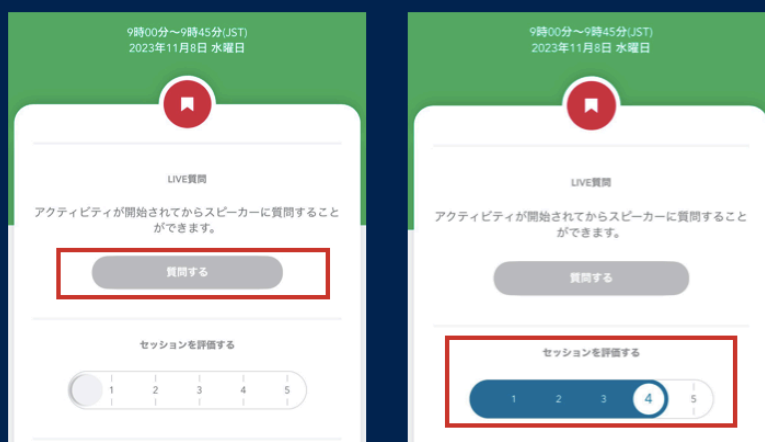 9時00分～9時45分(JST)
2023年11月8日 水曜日
LIVE質問
アクティビティが開始されてからスピーカーに質問すること
ができます。
質問する
セッションを評価する
1 2 3 4 5
9時00分～9時45分(JST)
2023年11月8日 水曜日
LIVE質問
アクティビティが開始されてからスピーカーに質問すること
ができます。
質問する
セッションを評価する
1 2 3 4 5